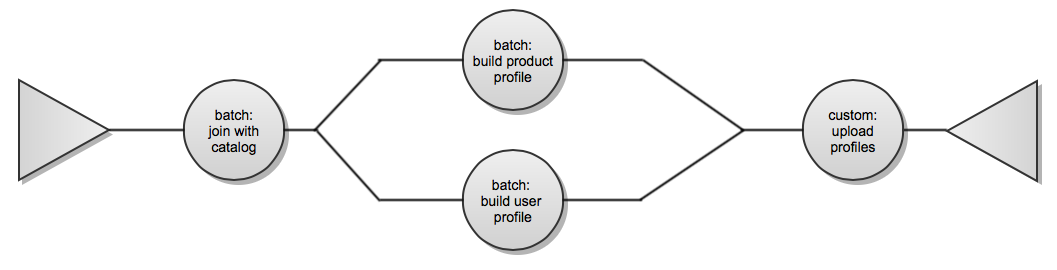 batch:
join with
catalog
batch:
build product
profile
batch:
build user
profile
custom:
upload
profiles